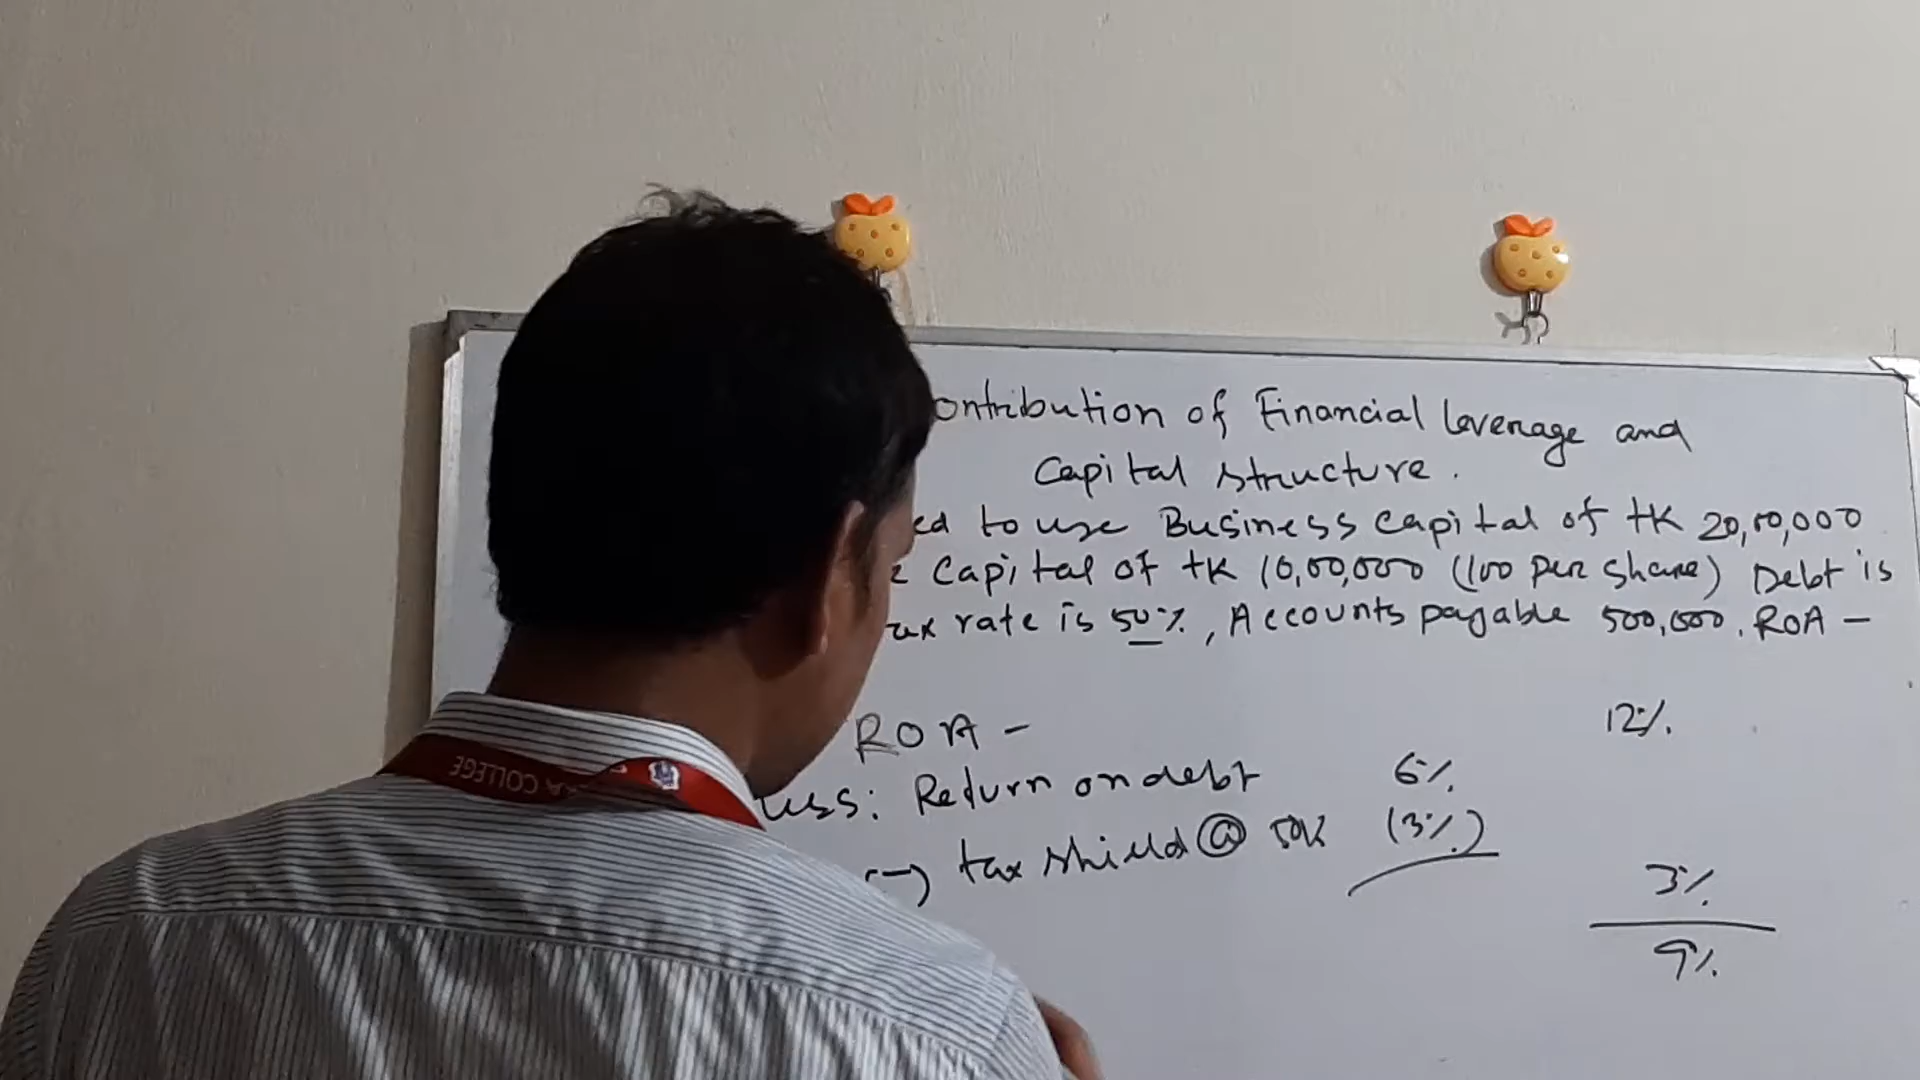 ontribution of Financial leverage and
Capital structure.
ed to use Business Capital of tk 20,00,000
Capital of tk 10,00,000 (100 per share) Debt is
ax rate is 50%, Accounts payable 500,000. ROA -
ROA - 12%
Less: Return on debt 6%
(-) tax shield @ 50% (3%)
3%
9%
COLLEGE